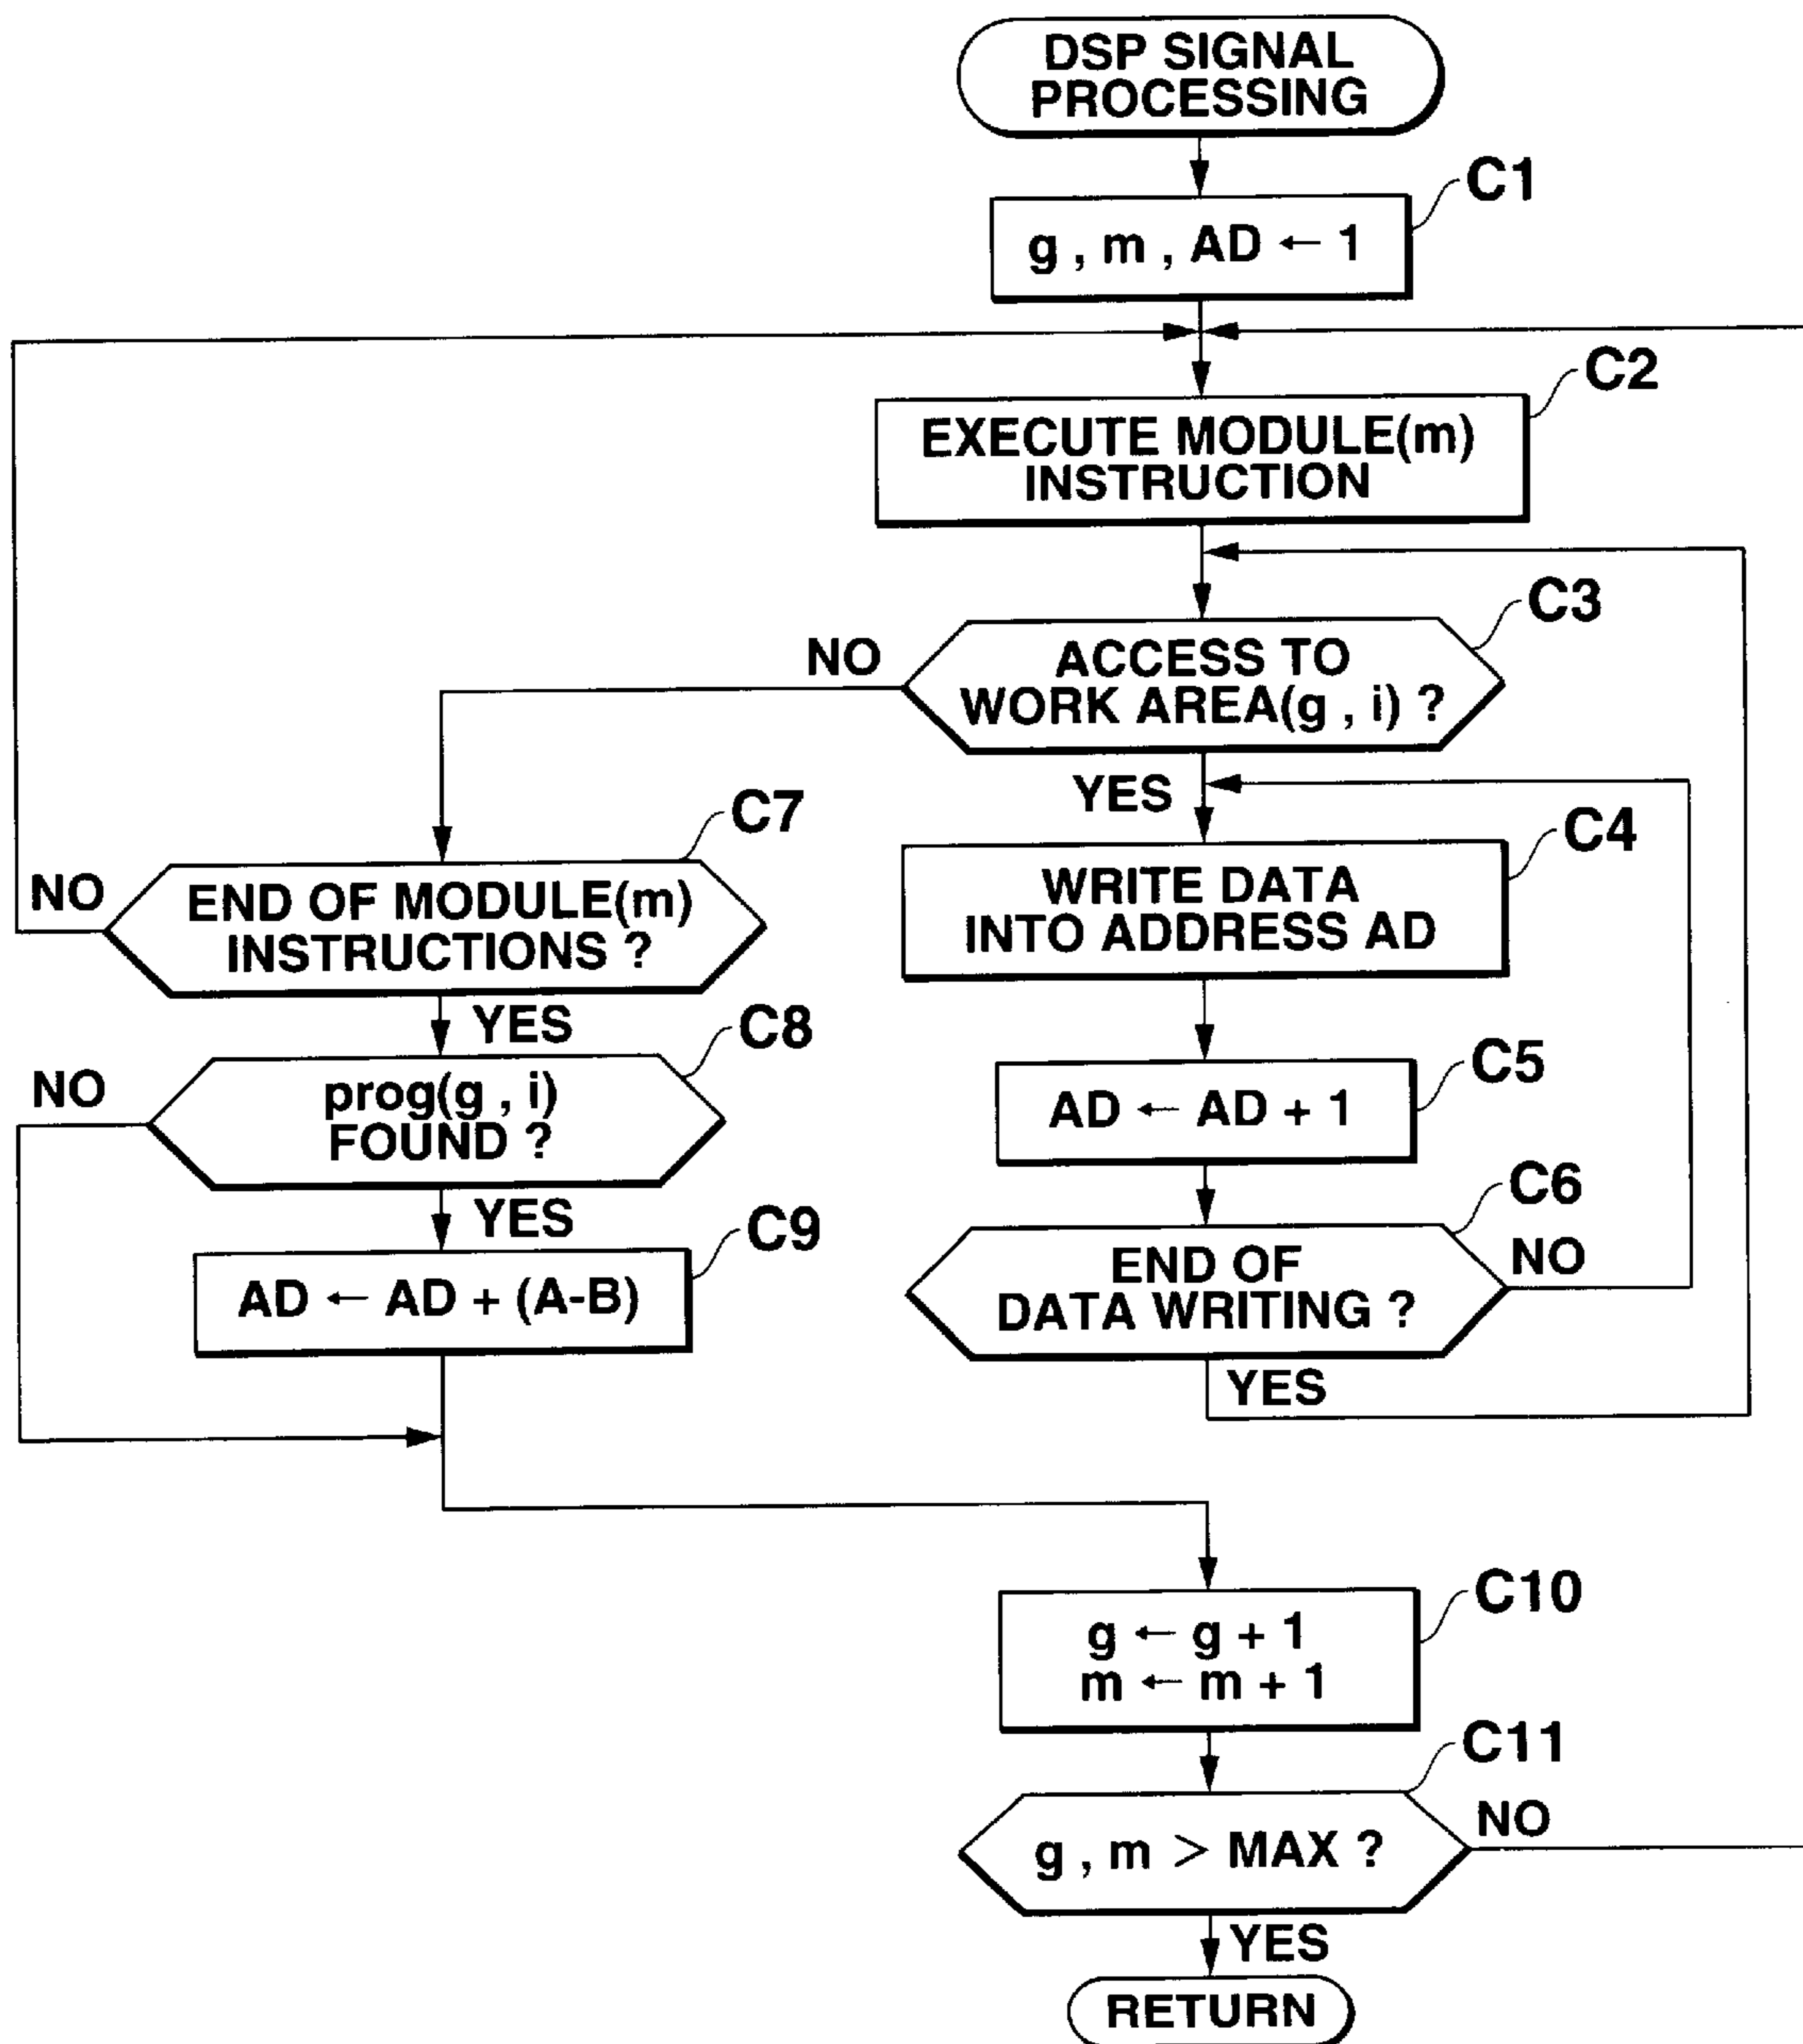 DSP SIGNAL
PROCESSING
C1
g , m , AD ← 1
C2
EXECUTE MODULE(m)
INSTRUCTION
C3
NO
ACCESS TO
WORK AREA(g , i) ?
YES
C7
C4
NO
END OF MODULE(m)
INSTRUCTIONS ?
WRITE DATA
INTO ADDRESS AD
YES
C8
C5
NO
prog(g , i)
FOUND ?
AD ← AD + 1
YES
C6
C9
AD ← AD + (A-B)
END OF
DATA WRITING ?
NO
YES
C10
g ← g + 1
m ← m + 1
C11
g , m > MAX ?
NO
YES
RETURN